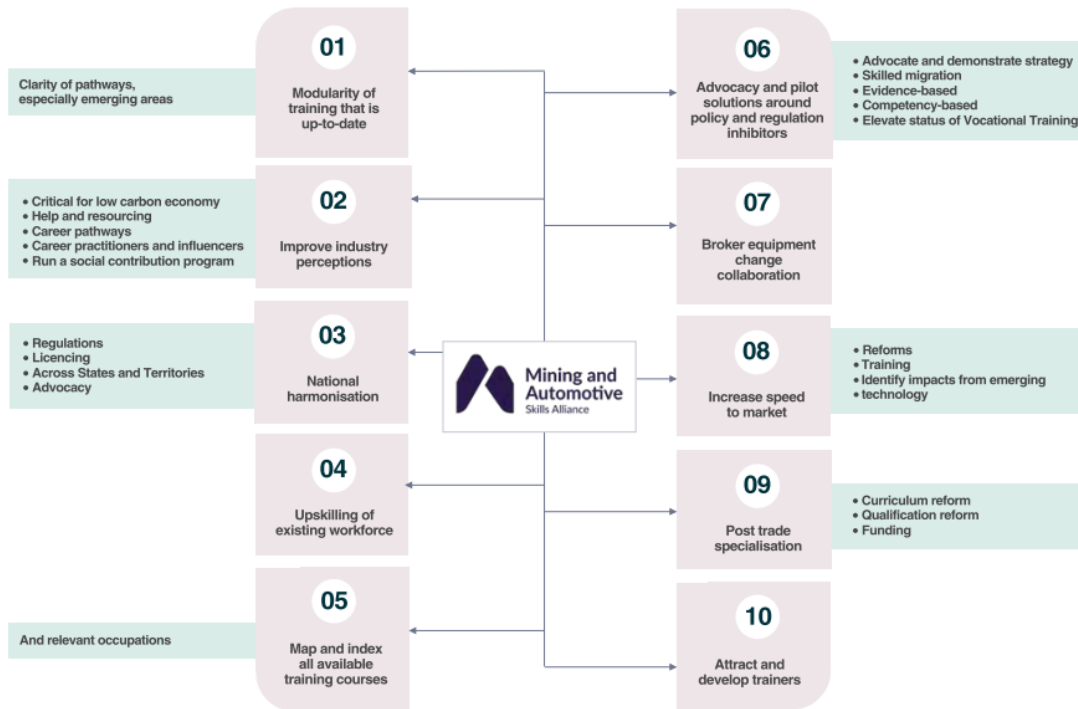 01
Modularity of
training that is
up-to-date
Clarity of pathways,
especially emerging areas
02
Improve industry
perceptions
• Critical for low carbon economy
• Help and resourcing
• Career pathways
• Career practitioners and influencers
• Run a social contribution program
03
National
harmonisation
• Regulations
• Licencing
• Across States and Territories
• Advocacy
04
Upskilling of
existing workforce
05
Map and index
all available
training courses
And relevant occupations
Mining and
Automotive
Skills Alliance
06
Advocacy and pilot
solutions around
policy and regulation
inhibitors
• Advocate and demonstrate strategy
• Skilled migration
• Evidence-based
• Competency-based
• Elevate status of Vocational Training
07
Broker equipment
change
collaboration
08
Increase speed
to market
• Reforms
• Training
• Identify impacts from emerging
• technology
09
Post trade
specialisation
• Curriculum reform
• Qualification reform
• Funding
10
Attract and
develop trainers